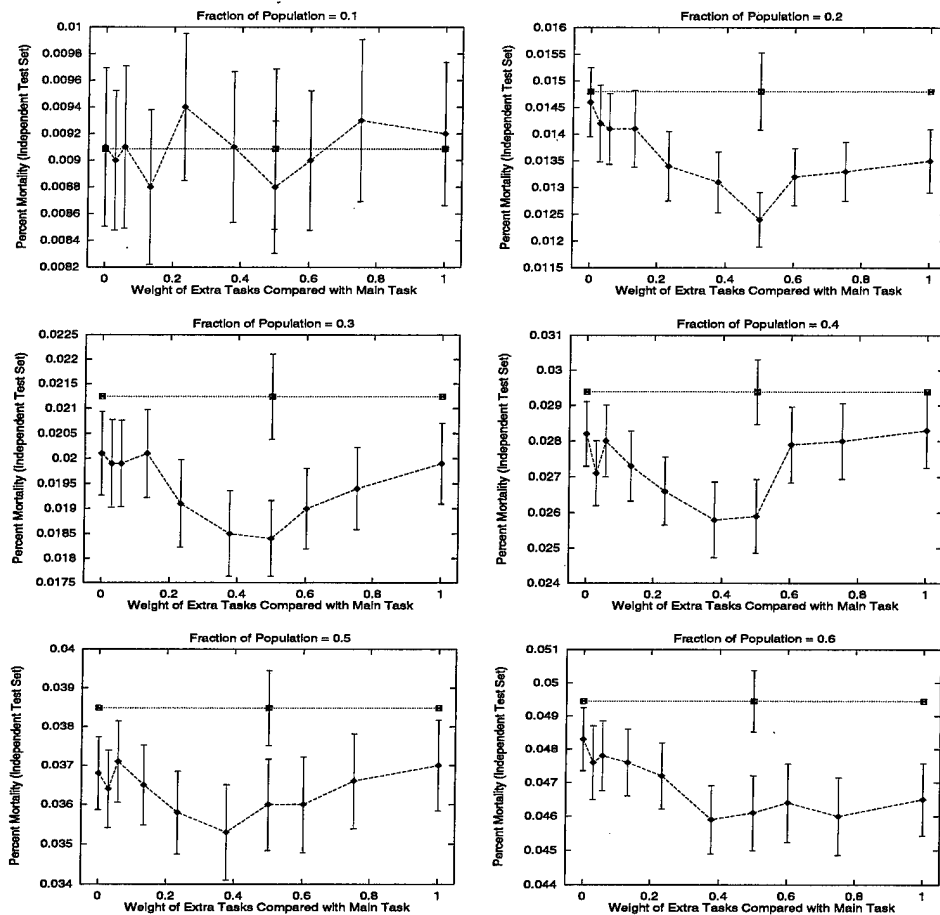 Fraction of Population = 0.1
Percent Mortality (Independent Test Set)
0.01
0.0098
0.0096
0.0094
0.0092
0.009
0.0088
0.0086
0.0084
0.0082
0 0.2 0.4 0.6 0.8 1
Weight of Extra Tasks Compared with Main Task
Fraction of Population = 0.2
Percent Mortality (Independent Test Set)
0.016
0.0155
0.015
0.0145
0.014
0.0135
0.013
0.0125
0.012
0.0115
0 0.2 0.4 0.6 0.8 1
Weight of Extra Tasks Compared with Main Task
Fraction of Population = 0.3
Percent Mortality (Independent Test Set)
0.0225
0.022
0.0215
0.021
0.0205
0.02
0.0195
0.019
0.0185
0.018
0.0175
0 0.2 0.4 0.6 0.8 1
Weight of Extra Tasks Compared with Main Task
Fraction of Population = 0.4
Percent Mortality (Independent Test Set)
0.031
0.03
0.029
0.028
0.027
0.026
0.025
0.024
0 0.2 0.4 0.6 0.8 1
Weight of Extra Tasks Compared with Main Task
Fraction of Population = 0.5
Percent Mortality (Independent Test Set)
0.04
0.039
0.038
0.037
0.036
0.035
0.034
0 0.2 0.4 0.6 0.8 1
Weight of Extra Tasks Compared with Main Task
Fraction of Population = 0.6
Percent Mortality (Independent Test Set)
0.051
0.05
0.049
0.048
0.047
0.046
0.045
0.044
0 0.2 0.4 0.6 0.8 1
Weight of Extra Tasks Compared with Main Task